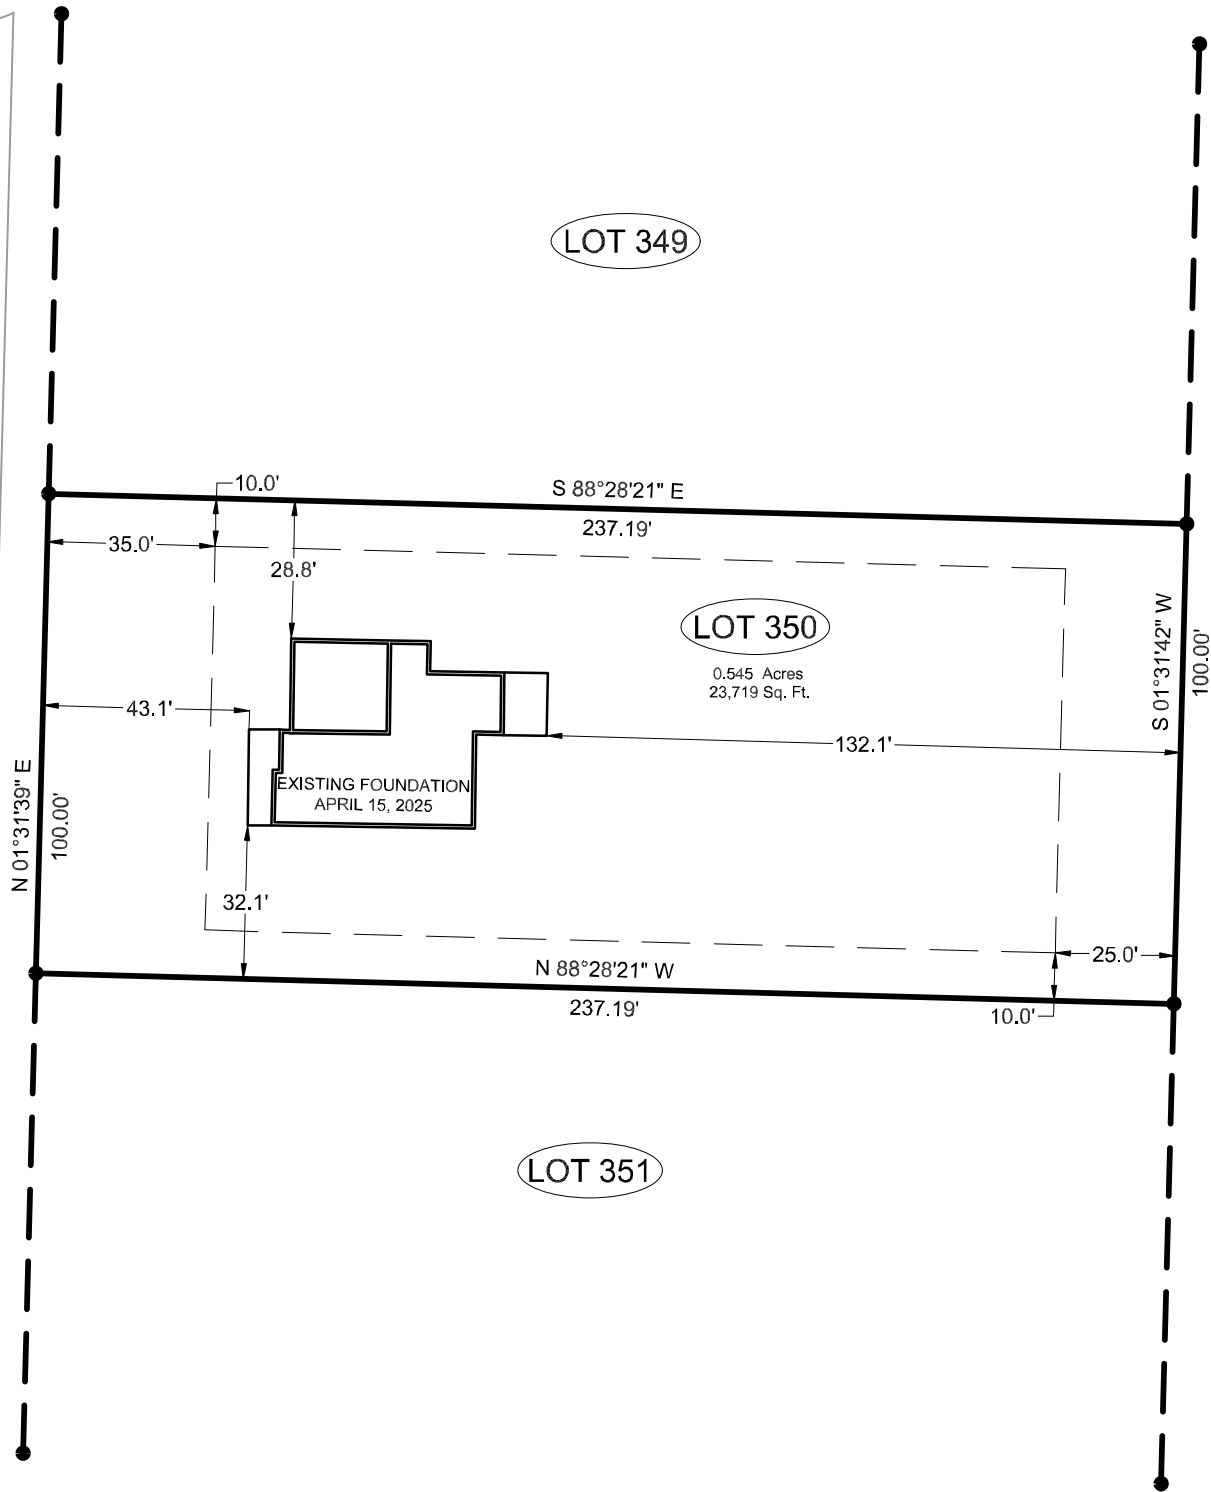 LOT 349
10.0'
S 88°28'21" E
237.19'
35.0'
28.8'
LOT 350
0.545 Acres
23,719 Sq. Ft.
S 01°31'42" W
100.00'
43.1'
132.1'
EXISTING FOUNDATION
APRIL 15, 2025
N 01°31'39" E
100.00'
32.1'
25.0'
N 88°28'21" W
237.19'
10.0'
LOT 351